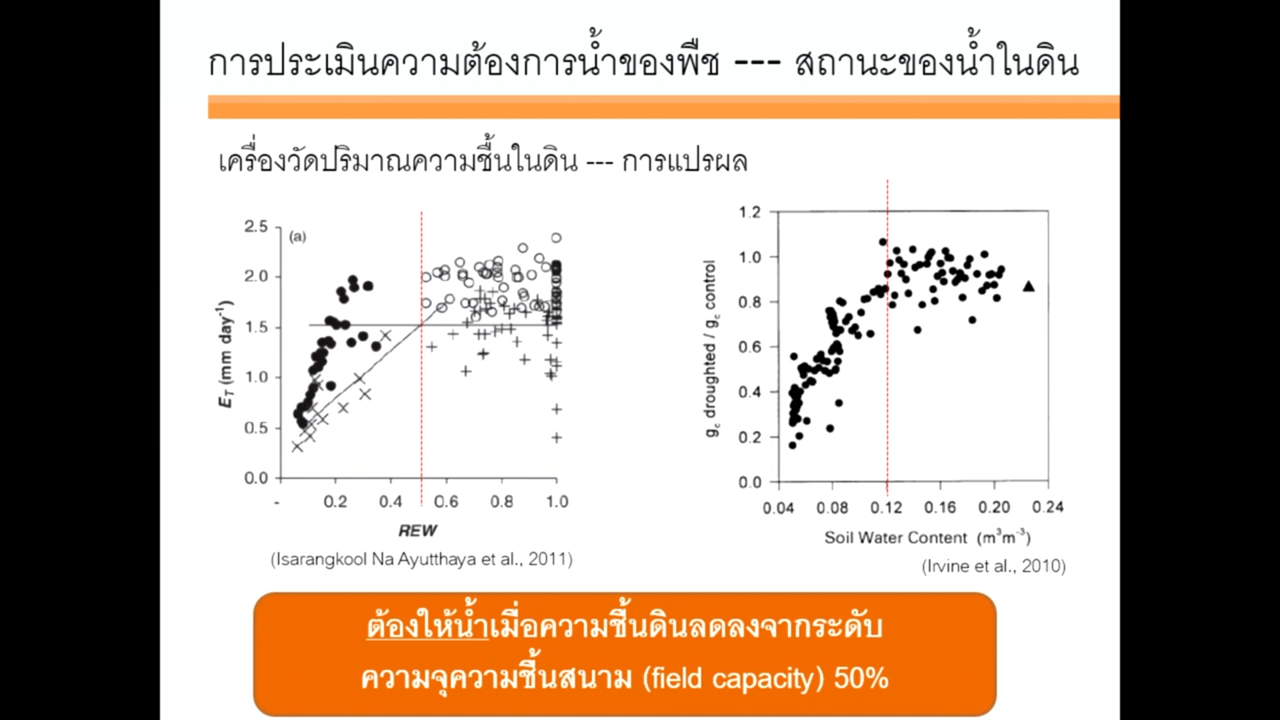 การประเมินความต้องการน้ำของพืช --- สถานะของน้ำในดิน
เครื่องวัดปริมาณความชื้นในดิน --- การแปรผล
(a)
2.5
2.0
1.5
1.0
0.5
0.0
E_T (mm day⁻¹)
- 0.2 0.4 0.6 0.8 1.0
REW
(Isarangkool Na Ayutthaya et al., 2011)
1.2
1.0
0.8
0.6
0.4
0.2
0.0
g_c droughted / g_c control
0.04 0.08 0.12 0.16 0.20 0.24
Soil Water Content (m³m⁻³)
(Irvine et al., 2010)
ต้องให้น้ำเมื่อความชื้นดินลดลงจากระดับ
ความจุความชื้นสนาม (field capacity) 50%